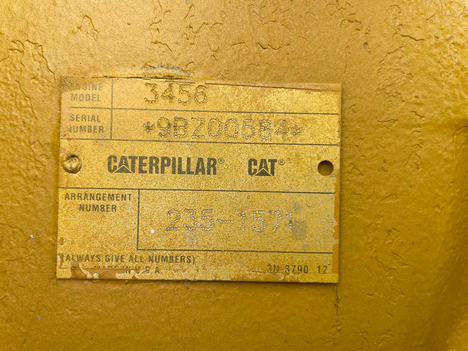 ENGINE
MODEL 3456
SERIAL
NUMBER *9BZ00584*
CATERPILLAR® CAT®
ARRANGEMENT
NUMBER 235-1571
(ALWAYS GIVE ALL NUMBERS)
U.S.A. 3N-3790 12